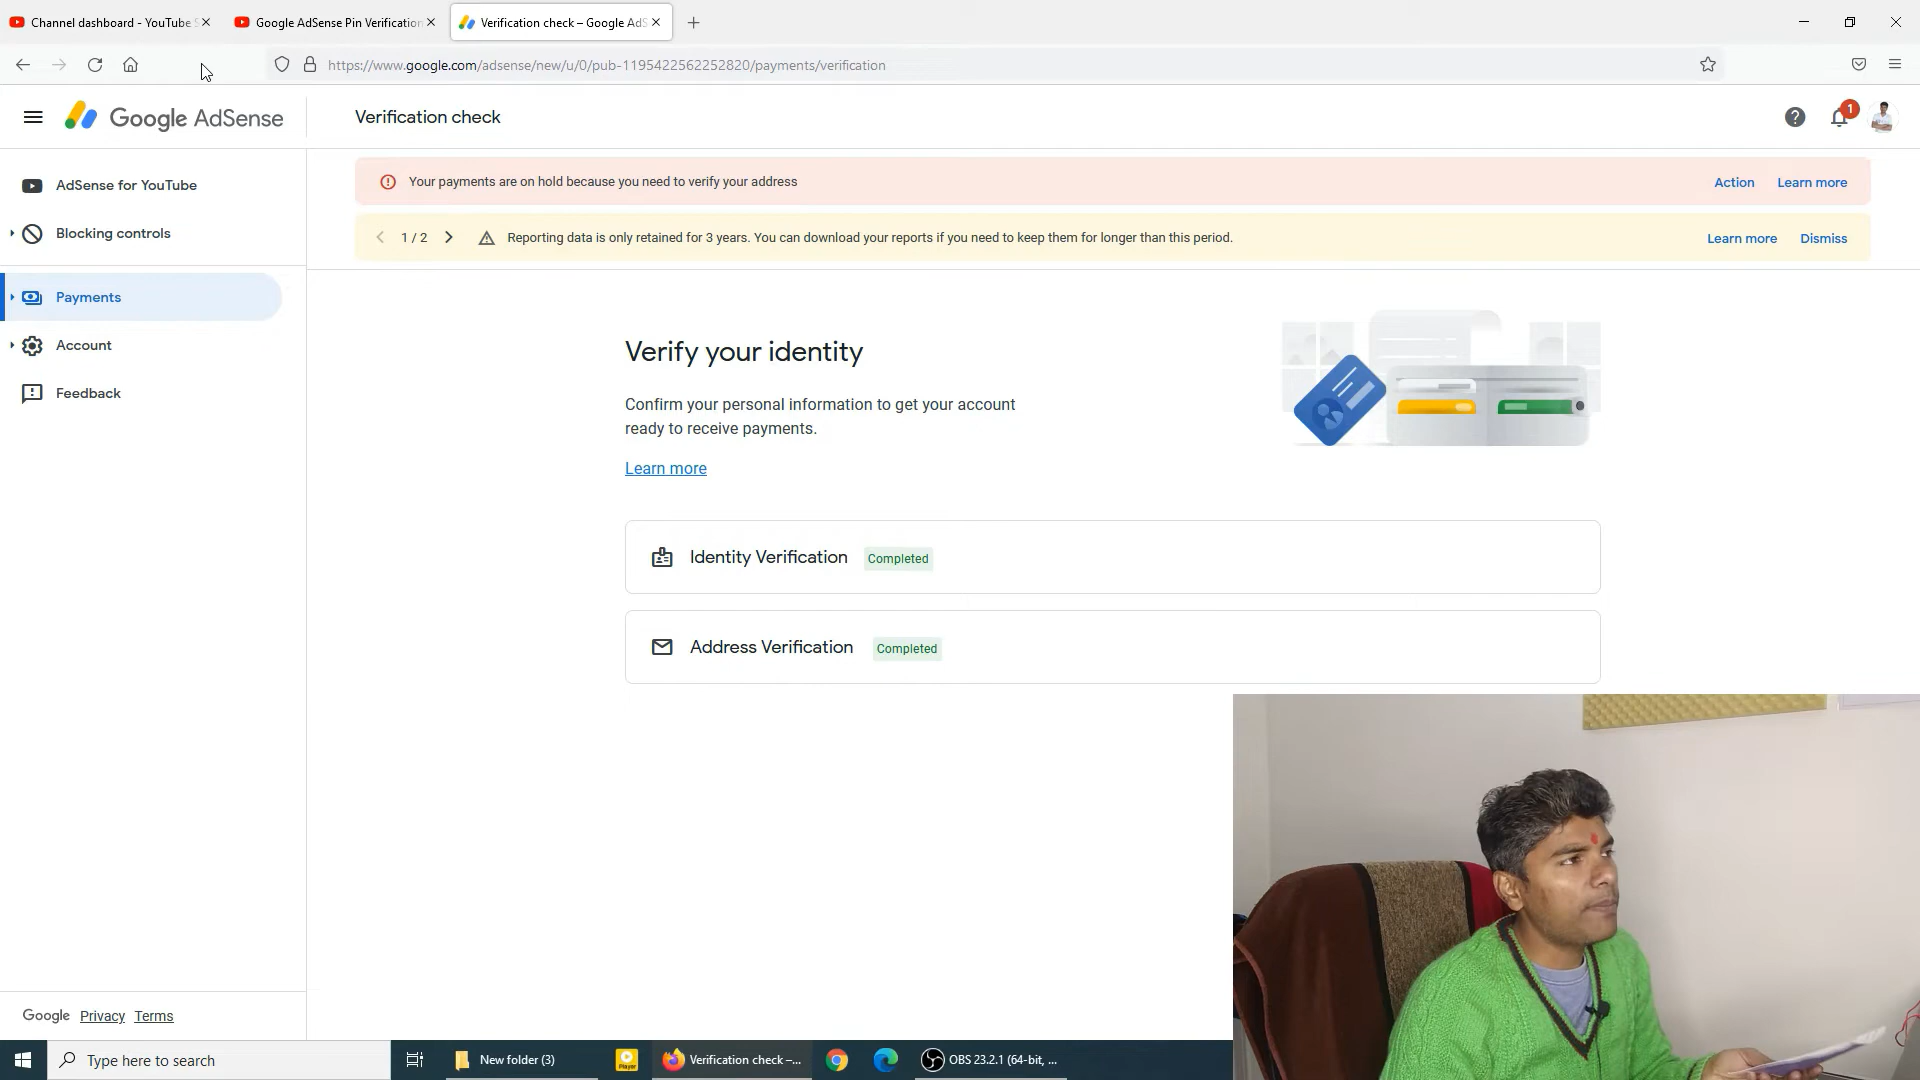 Channel dashboard - YouTube S
Google AdSense Pin Verification
Verification check – Google AdS
https://www.google.com/adsense/new/u/0/pub-1195422562252820/payments/verification
Google AdSense
Verification check
1
AdSense for YouTube
Blocking controls
Payments
Account
Feedback
Your payments are on hold because you need to verify your address
Action Learn more
1 / 2
Reporting data is only retained for 3 years. You can download your reports if you need to keep them for longer than this period.
Learn more Dismiss
Verify your identity
Confirm your personal information to get your account
ready to receive payments.
Learn more
Identity Verification Completed
Address Verification Completed
Google Privacy Terms
Type here to search
New folder (3)
Player
Verification check –...
OBS 23.2.1 (64-bit, ...